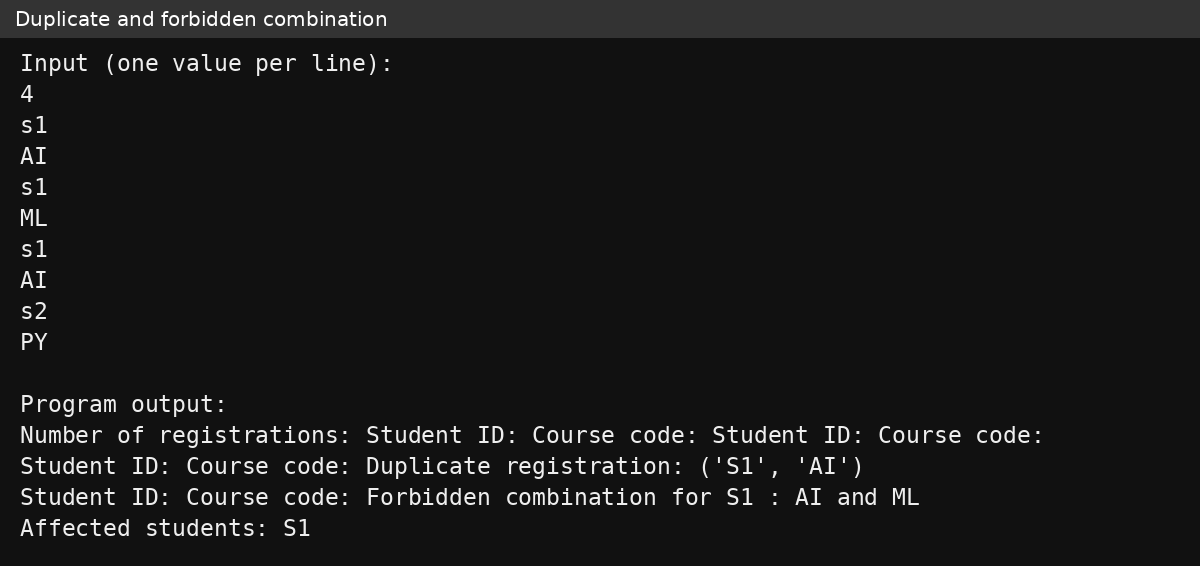 Duplicate and forbidden combination
Input (one value per line):
4
s1
AI
s1
ML
s1
AI
s2
PY
Program output:
Number of registrations: Student ID: Course code: Student ID: Course code:
Student ID: Course code: Duplicate registration: ('S1', 'AI')
Student ID: Course code: Forbidden combination for S1 : AI and ML
Affected students: S1